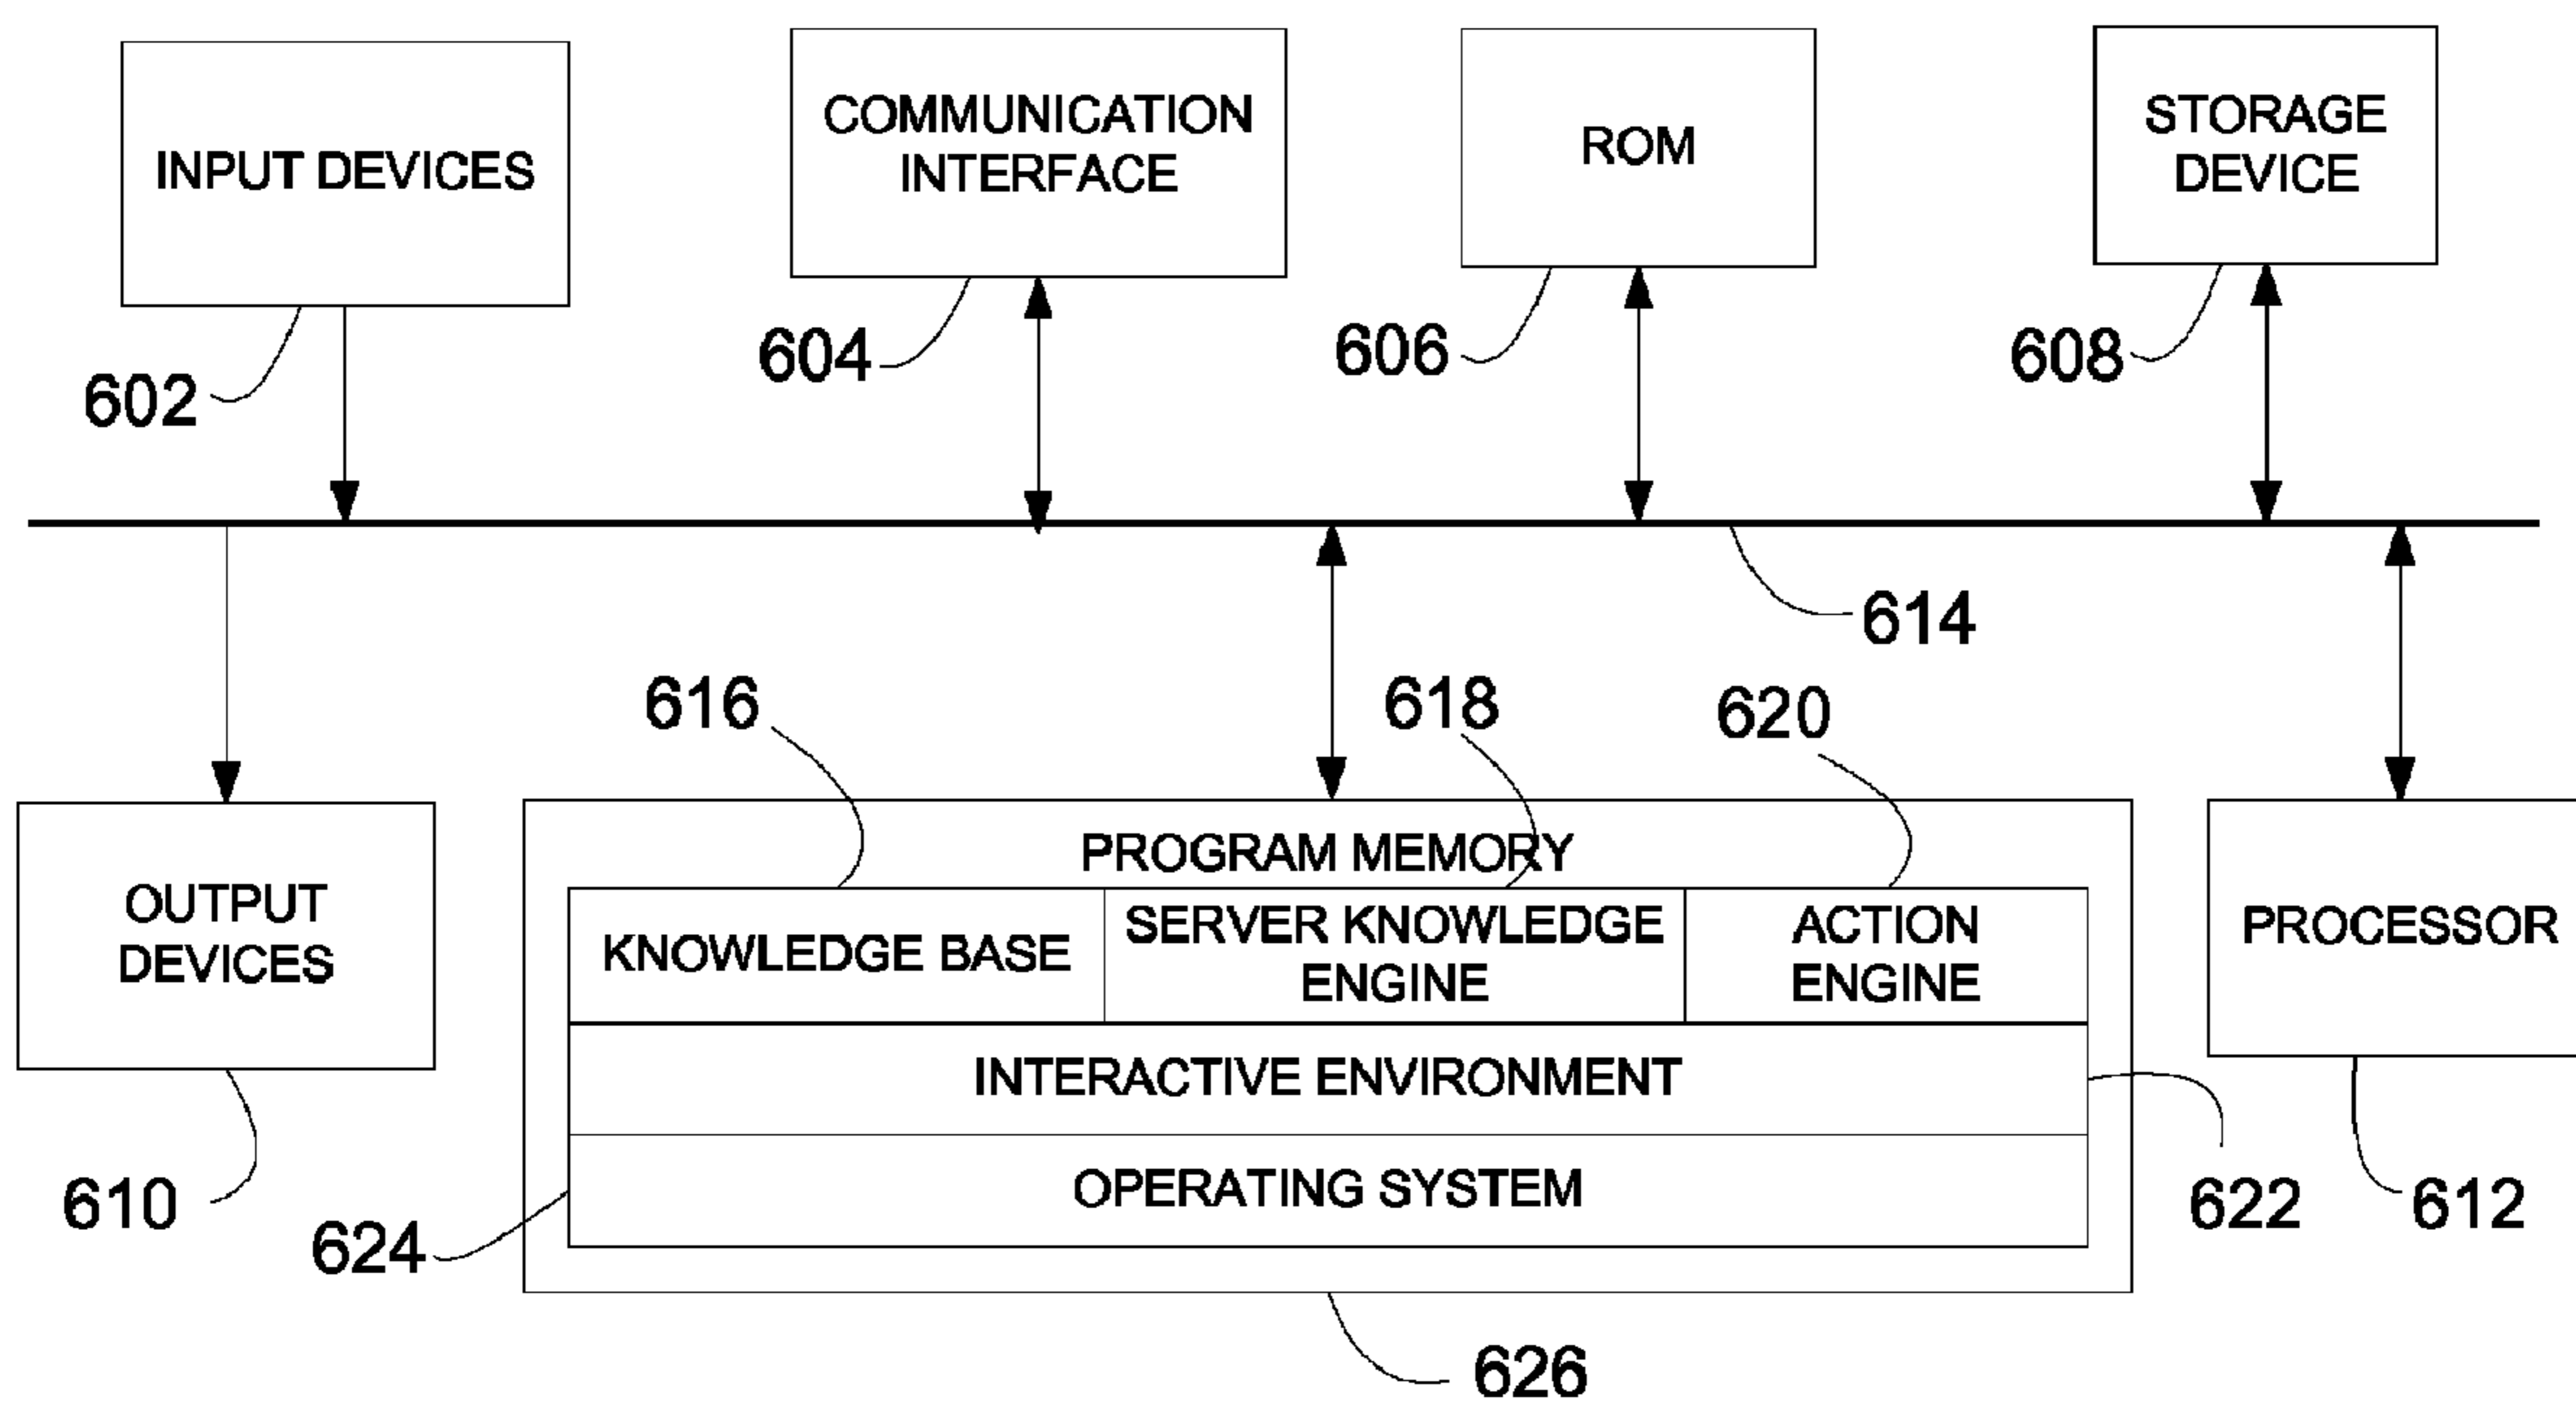 INPUT DEVICES
COMMUNICATION
INTERFACE
ROM
STORAGE
DEVICE
602
604
606
608
614
616
618
620
OUTPUT
DEVICES
PROGRAM MEMORY
KNOWLEDGE BASE
SERVER KNOWLEDGE
ENGINE
ACTION
ENGINE
INTERACTIVE ENVIRONMENT
OPERATING SYSTEM
PROCESSOR
610
624
622
612
626